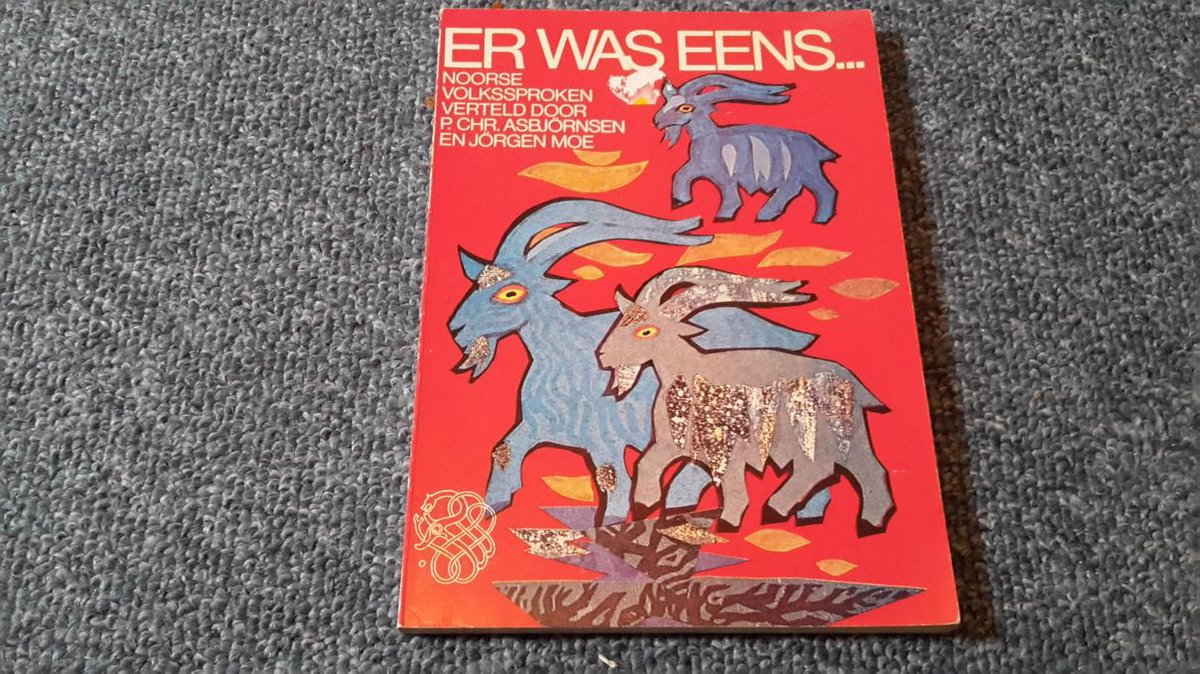 ER WAS EENS...
NOORSE
VOLKSSPROKEN
VERTELD DOOR
P. CHR. ASBJÖRNSEN
EN JÖRGEN MOE